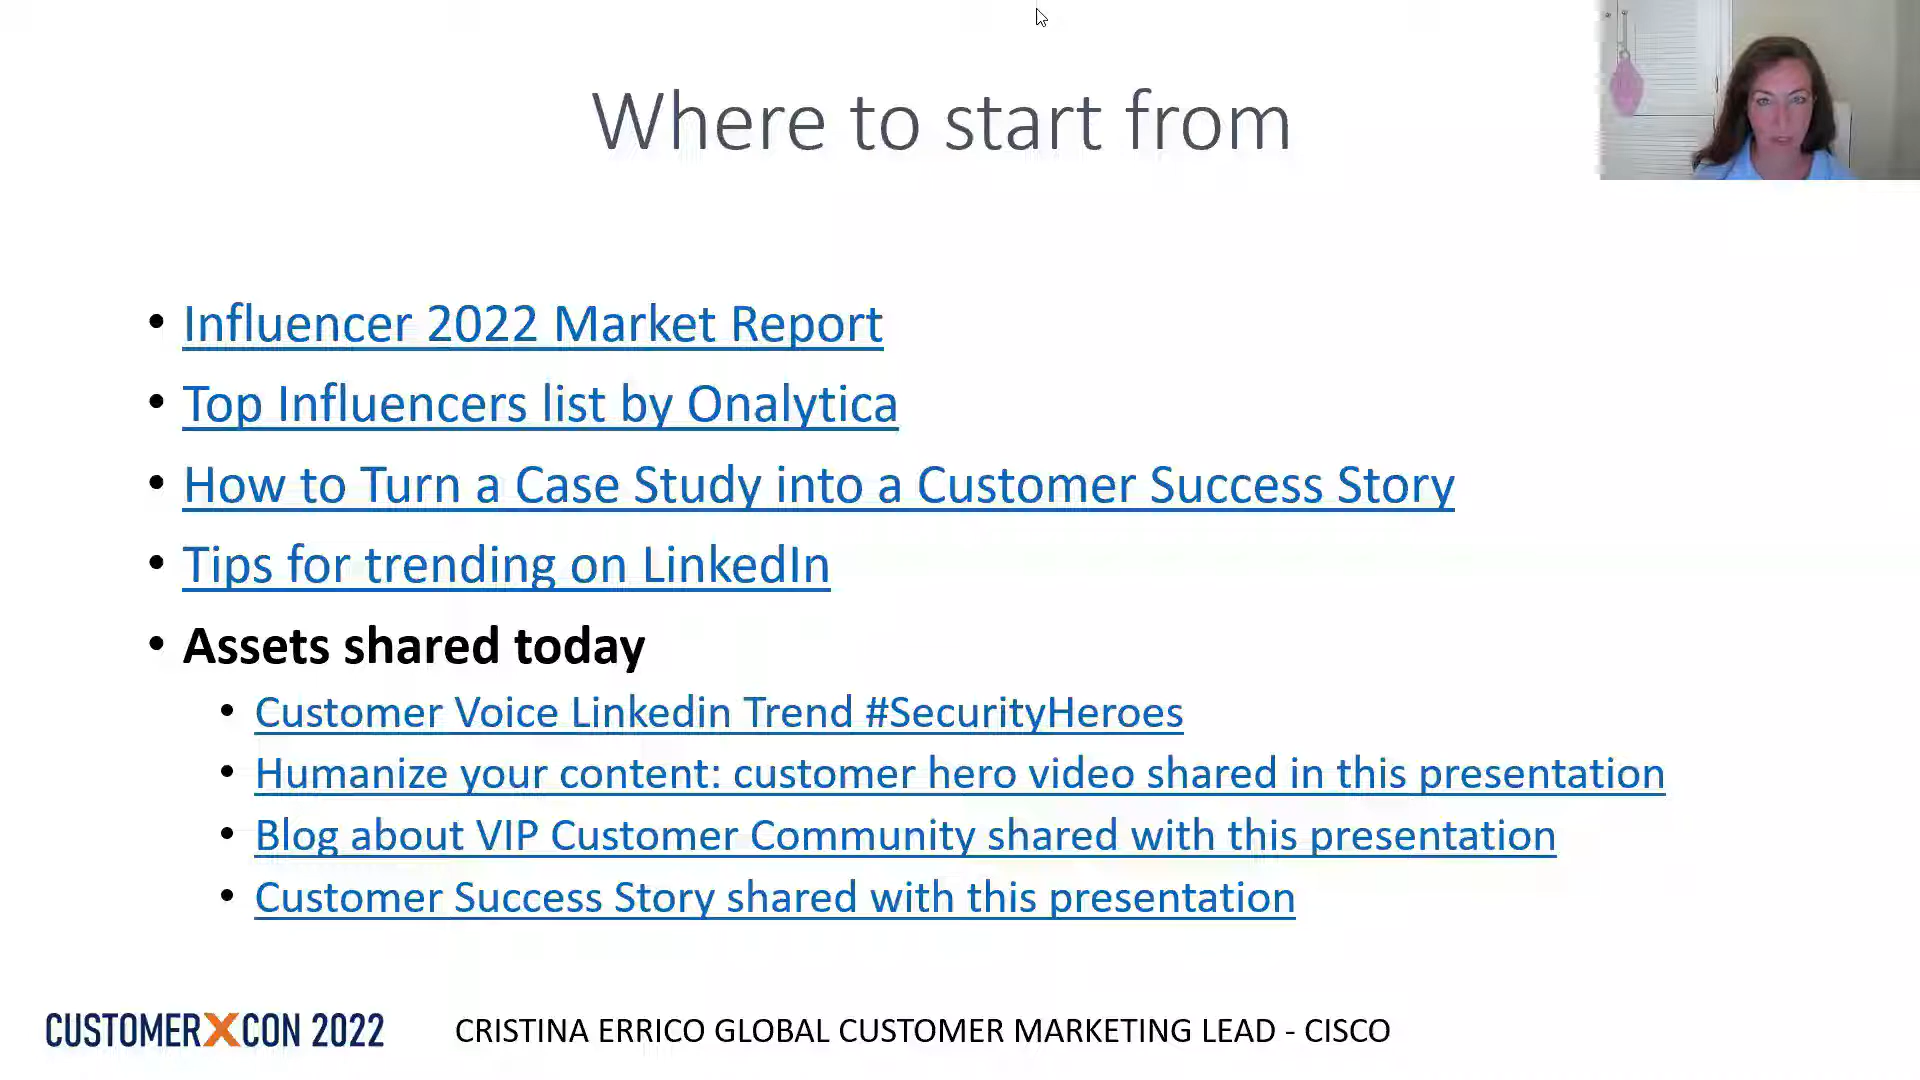 Where to start from
• Influencer 2022 Market Report
• Top Influencers list by Onalytica
• How to Turn a Case Study into a Customer Success Story
• Tips for trending on LinkedIn
• Assets shared today
• Customer Voice Linkedin Trend #SecurityHeroes
• Humanize your content: customer hero video shared in this presentation
• Blog about VIP Customer Community shared with this presentation
• Customer Success Story shared with this presentation
CUSTOMERXCON 2022
CRISTINA ERRICO GLOBAL CUSTOMER MARKETING LEAD - CISCO